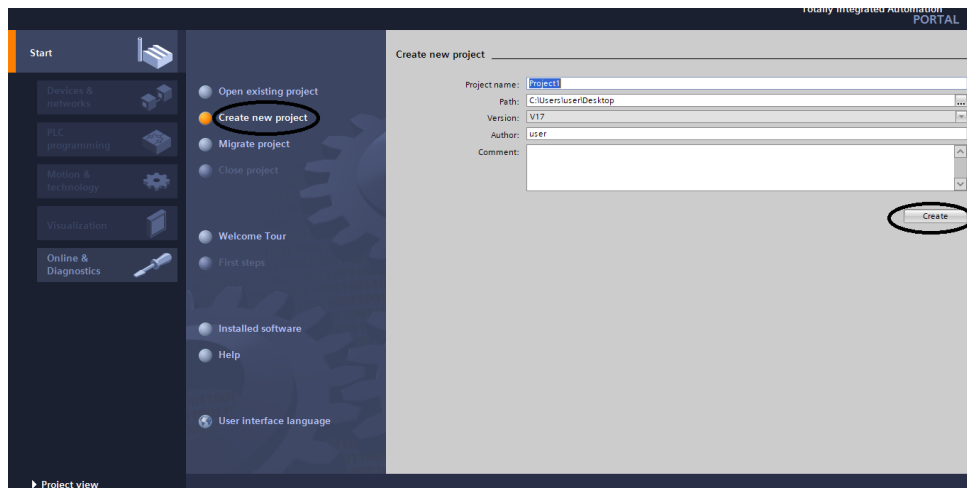 Totally Integrated Automation
PORTAL
Start
Devices &
networks
PLC
programming
Motion &
technology
Visualization
Online &
Diagnostics
Project view
Open existing project
Create new project
Migrate project
Close project
Welcome Tour
First steps
Installed software
Help
User interface language
Create new project
Project name: Project1
Path: C:\Users\user\Desktop
...
Version: V17
Author: user
Comment:
Create